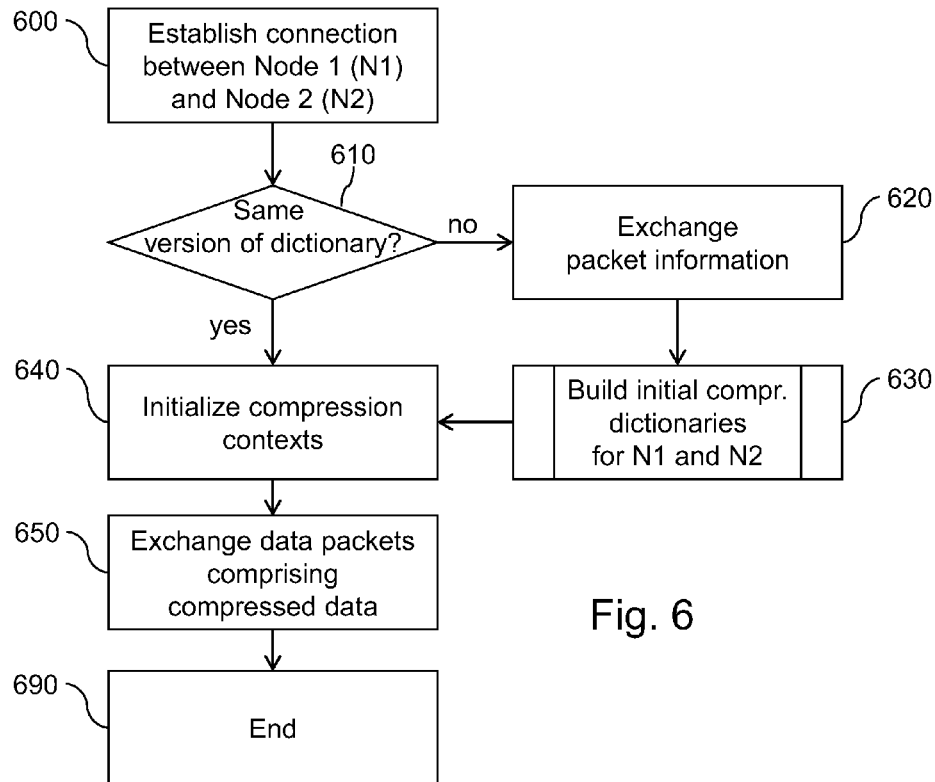 600
Establish connection
between Node 1 (N1)
and Node 2 (N2)
610
Same
version of dictionary?
no
620
Exchange
packet information
yes
630
Build initial compr.
dictionaries
for N1 and N2
640
Initialize compression
contexts
650
Exchange data packets
comprising
compressed data
Fig. 6
690
End